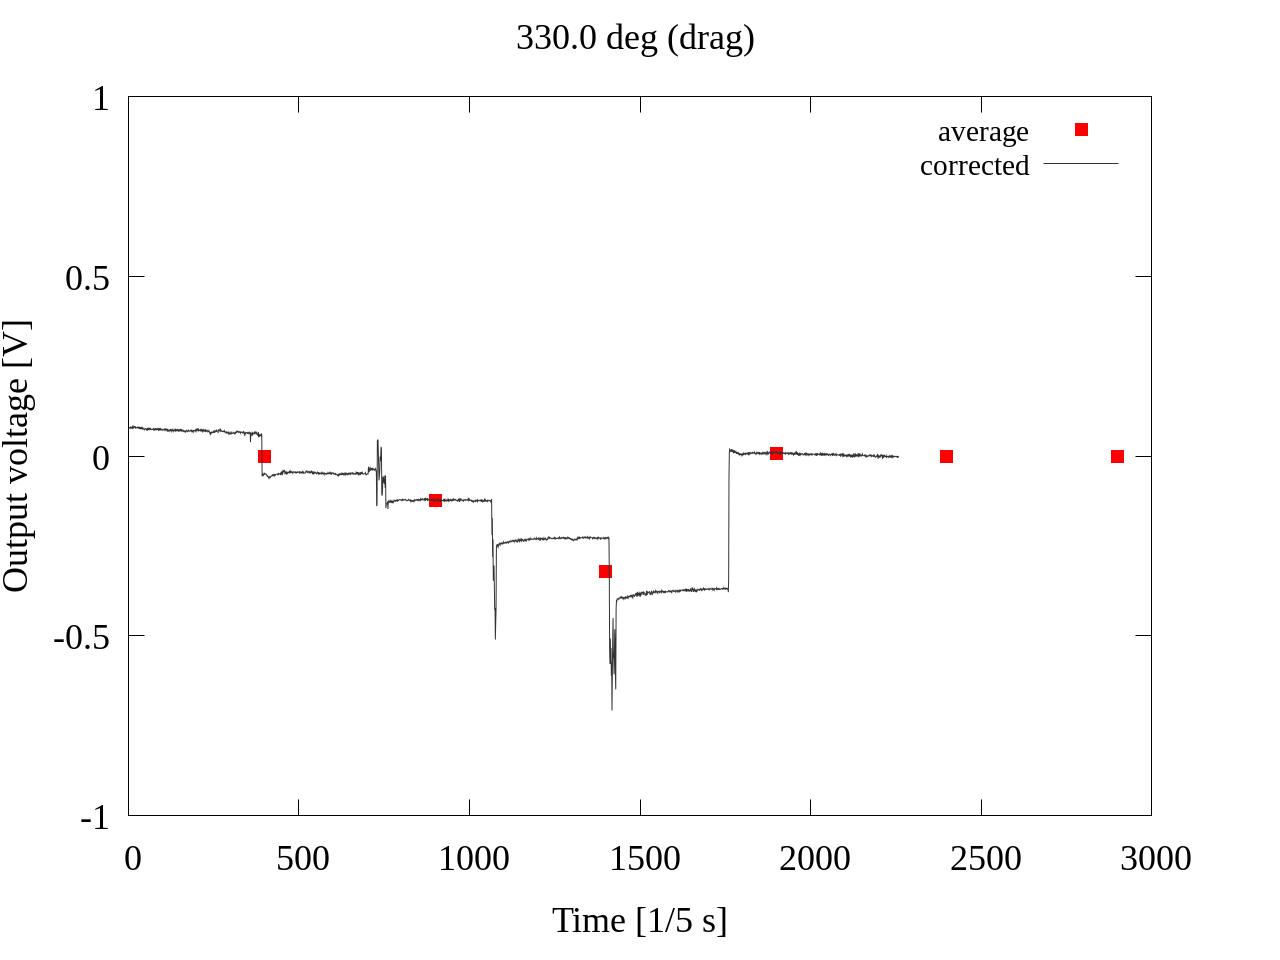 330.0 deg (drag)
1
0.5
0
-0.5
-1
Output voltage [V]
average
corrected
0 500 1000 1500 2000 2500 3000
Time [1/5 s]